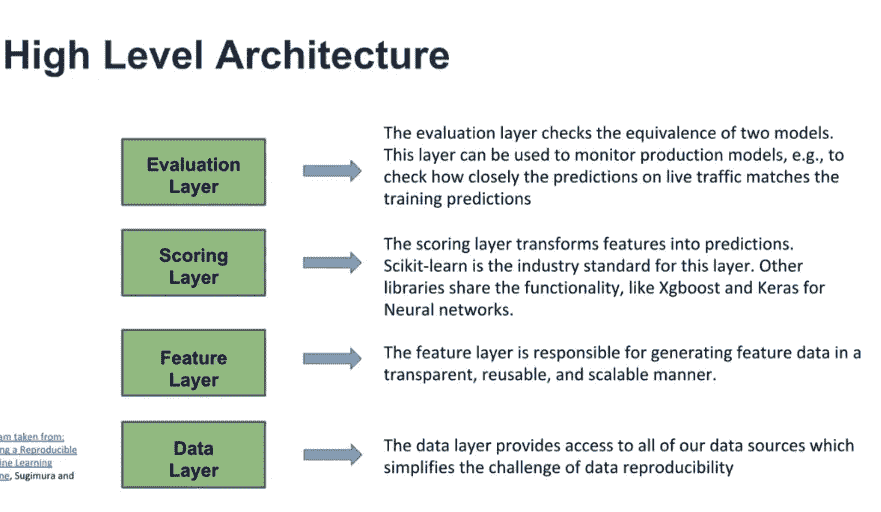 High Level Architecture
Evaluation
Layer
The evaluation layer checks the equivalence of two models.
This layer can be used to monitor production models, e.g., to
check how closely the predictions on live traffic matches the
training predictions
Scoring
Layer
The scoring layer transforms features into predictions.
Scikit-learn is the industry standard for this layer. Other
libraries share the functionality, like Xgboost and Keras for
Neural networks.
Feature
Layer
The feature layer is responsible for generating feature data in a
transparent, reusable, and scalable manner.
Data
Layer
The data layer provides access to all of our data sources which
simplifies the challenge of data reproducibility
am taken from:
ng a Reproducible
ine Learning
ne, Sugimura and